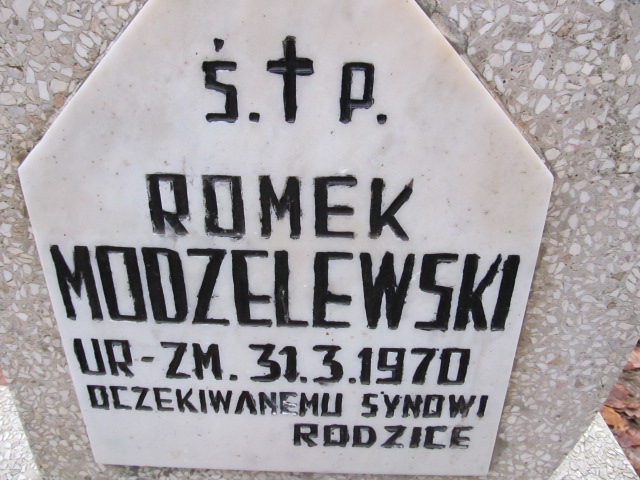 Ś.†P.
ROMEK
MODZELEWSKI
UR-ZM. 31.3.1970
OCZEKIWANEMU SYNOWI
RODZICE